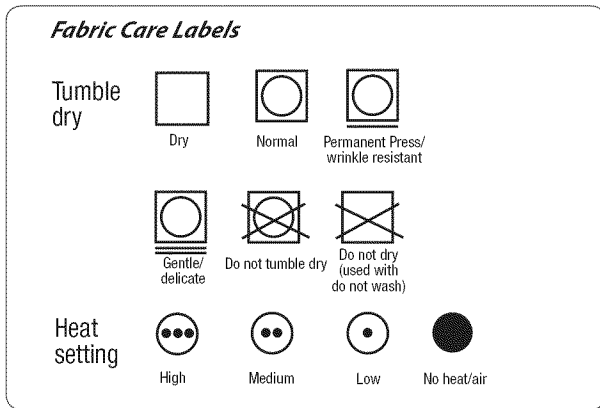 Fabric Care Labels
Tumble
dry
Dry
Normal
Permanent Press/
wrinkle resistant
Gentle/
delicate
Do not tumble dry
Do not dry
(used with
do not wash)
Heat
setting
High
Medium
Low
No heat/air